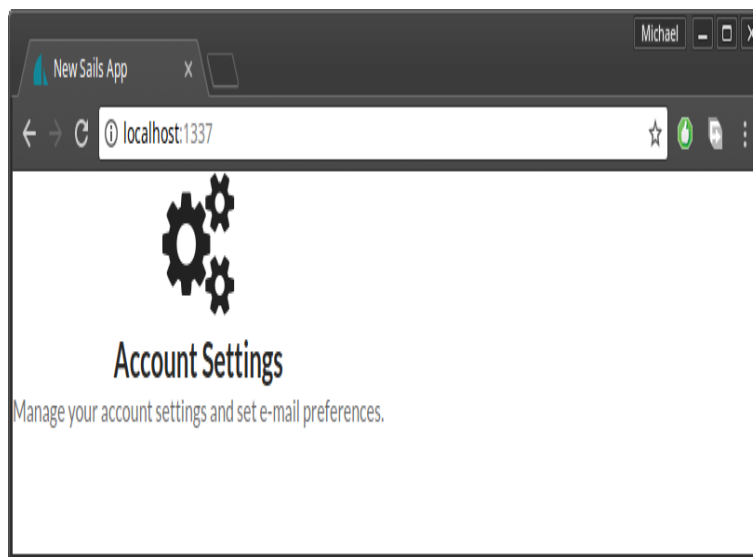 Michael
New Sails App
localhost:1337
Account Settings
Manage your account settings and set e-mail preferences.